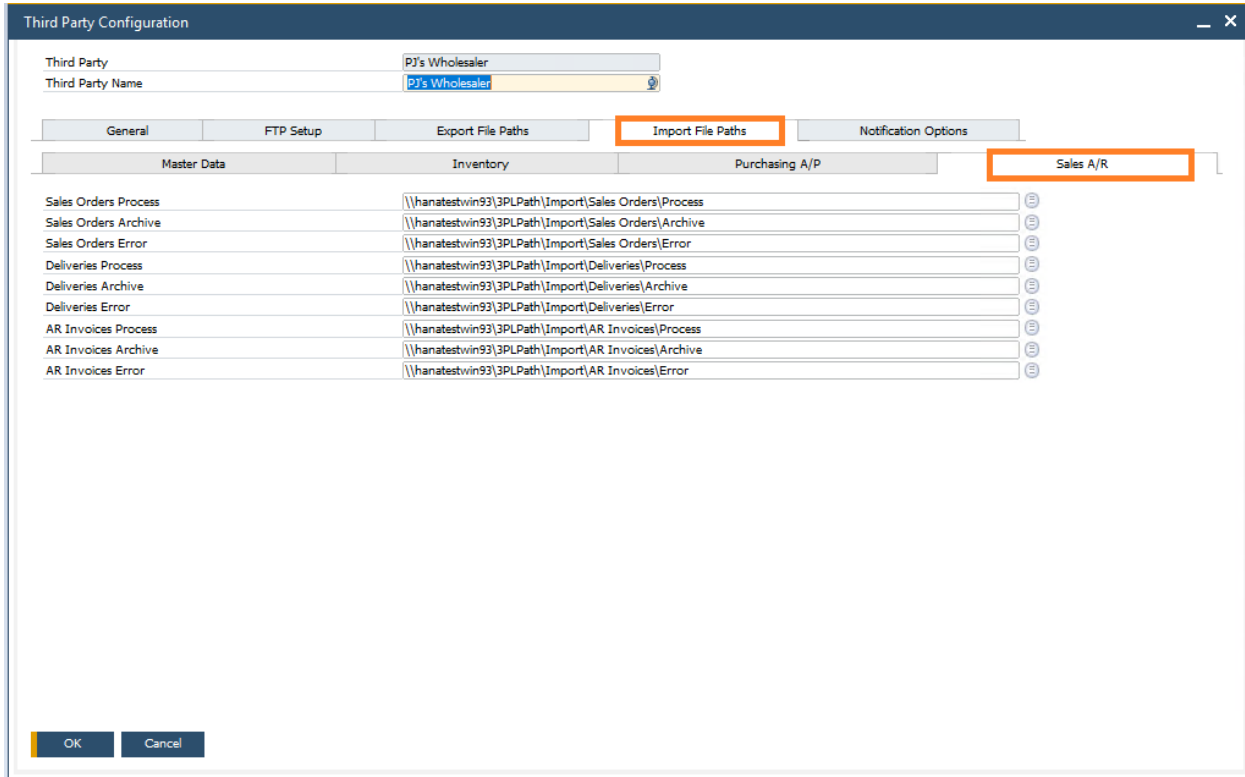 Third Party Configuration
Third Party PJ's Wholesaler
Third Party Name PJ's Wholesaler
General FTP Setup Export File Paths Import File Paths Notification Options
Master Data Inventory Purchasing A/P Sales A/R
Sales Orders Process \\hanatestwin93\3PLPath\Import\Sales Orders\Process
Sales Orders Archive \\hanatestwin93\3PLPath\Import\Sales Orders\Archive
Sales Orders Error \\hanatestwin93\3PLPath\Import\Sales Orders\Error
Deliveries Process \\hanatestwin93\3PLPath\Import\Deliveries\Process
Deliveries Archive \\hanatestwin93\3PLPath\Import\Deliveries\Archive
Deliveries Error \\hanatestwin93\3PLPath\Import\Deliveries\Error
AR Invoices Process \\hanatestwin93\3PLPath\Import\AR Invoices\Process
AR Invoices Archive \\hanatestwin93\3PLPath\Import\AR Invoices\Archive
AR Invoices Error \\hanatestwin93\3PLPath\Import\AR Invoices\Error
OK Cancel